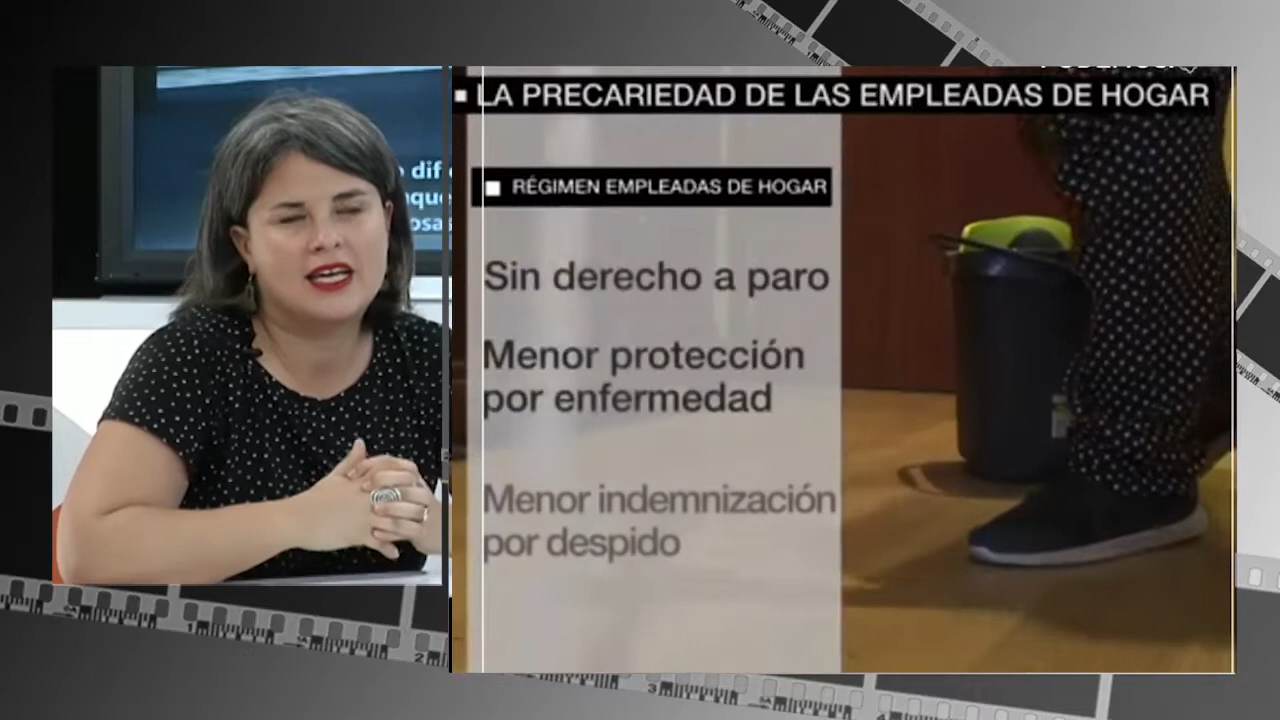 LA PRECARIEDAD DE LAS EMPLEADAS DE HOGAR
RÉGIMEN EMPLEADAS DE HOGAR
Sin derecho a paro
Menor protección
por enfermedad
Menor indemnización
por despido